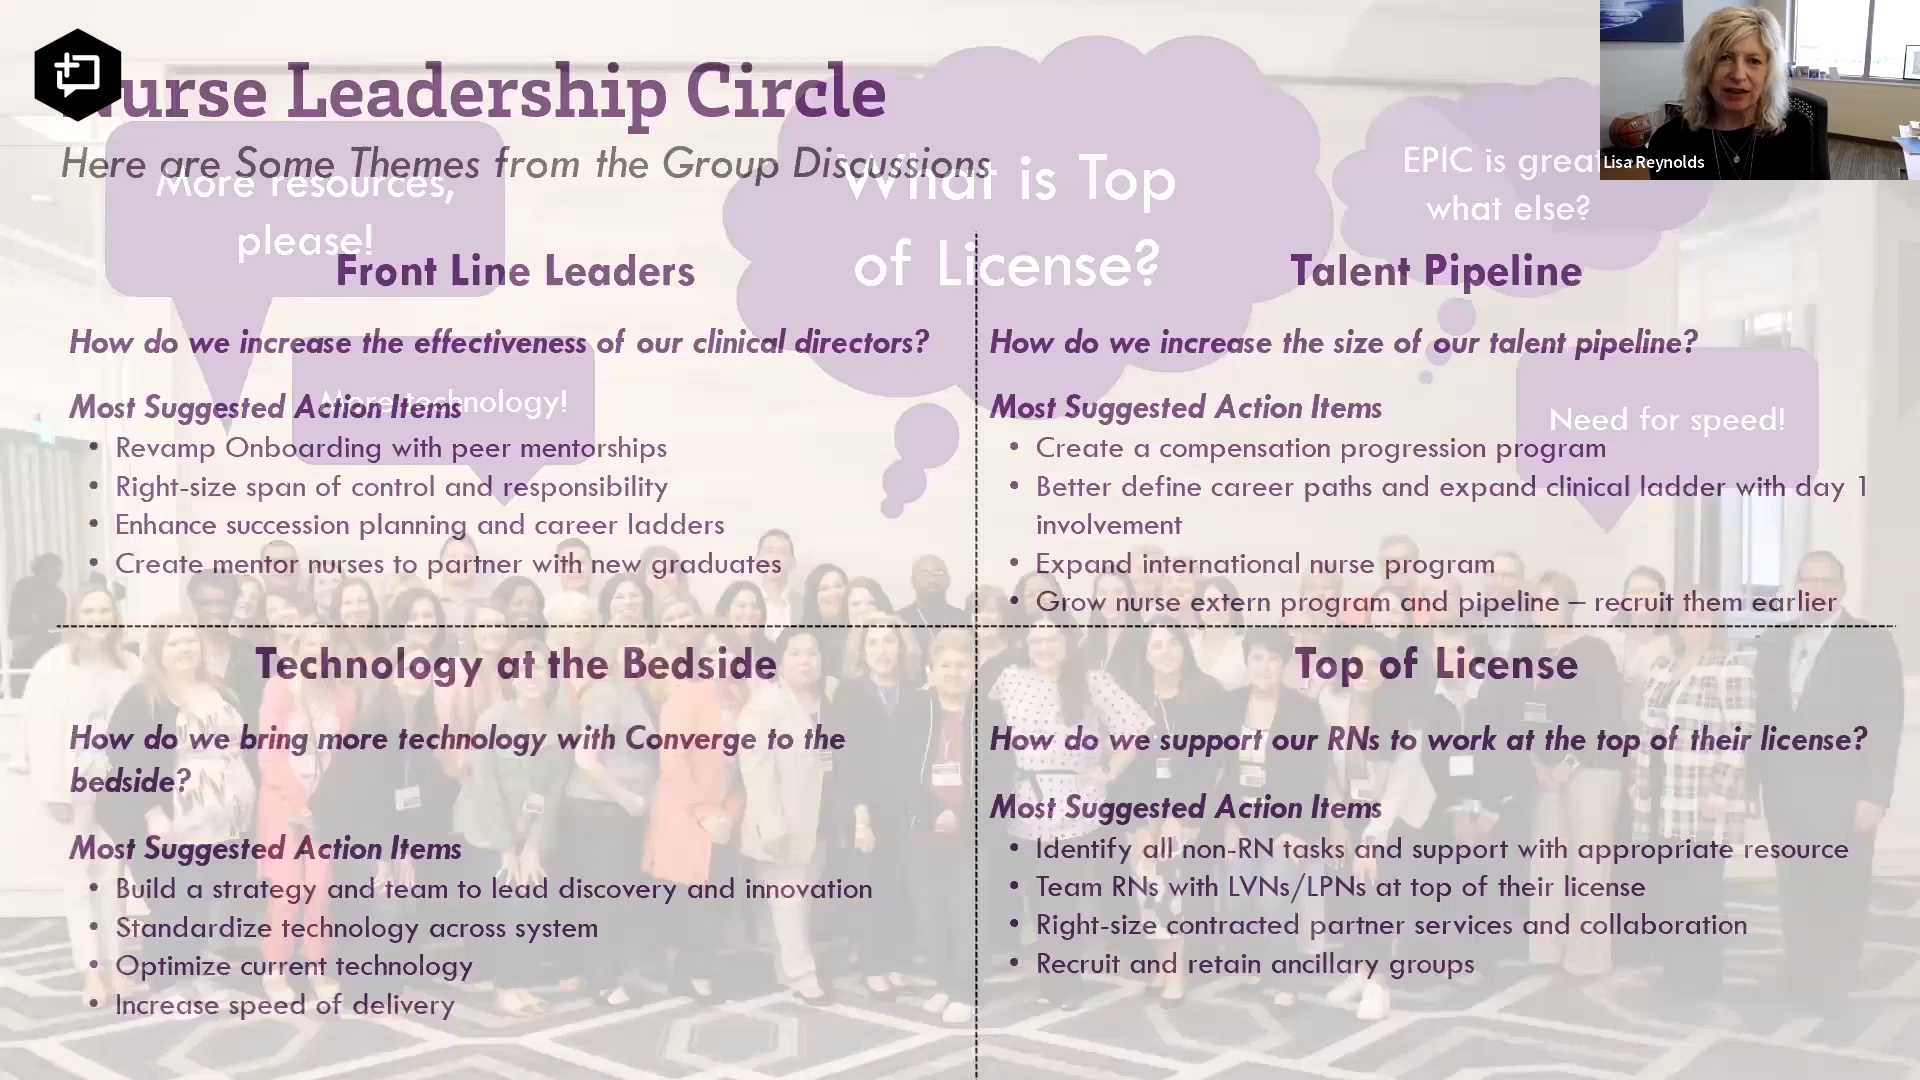 Nurse Leadership Circle
Here are Some Themes from the Group Discussions
More resources,
please!
What is Top
of License?
EPIC is great
what else?
Lisa Reynolds
More technology!
Need for speed!
Front Line Leaders
How do we increase the effectiveness of our clinical directors?
Most Suggested Action Items
• Revamp Onboarding with peer mentorships
• Right-size span of control and responsibility
• Enhance succession planning and career ladders
• Create mentor nurses to partner with new graduates
Talent Pipeline
How do we increase the size of our talent pipeline?
Most Suggested Action Items
• Create a compensation progression program
• Better define career paths and expand clinical ladder with day 1
involvement
• Expand international nurse program
• Grow nurse extern program and pipeline – recruit them earlier
Technology at the Bedside
How do we bring more technology with Converge to the
bedside?
Most Suggested Action Items
• Build a strategy and team to lead discovery and innovation
• Standardize technology across system
• Optimize current technology
• Increase speed of delivery
Top of License
How do we support our RNs to work at the top of their license?
Most Suggested Action Items
• Identify all non-RN tasks and support with appropriate resource
• Team RNs with LVNs/LPNs at top of their license
• Right-size contracted partner services and collaboration
• Recruit and retain ancillary groups